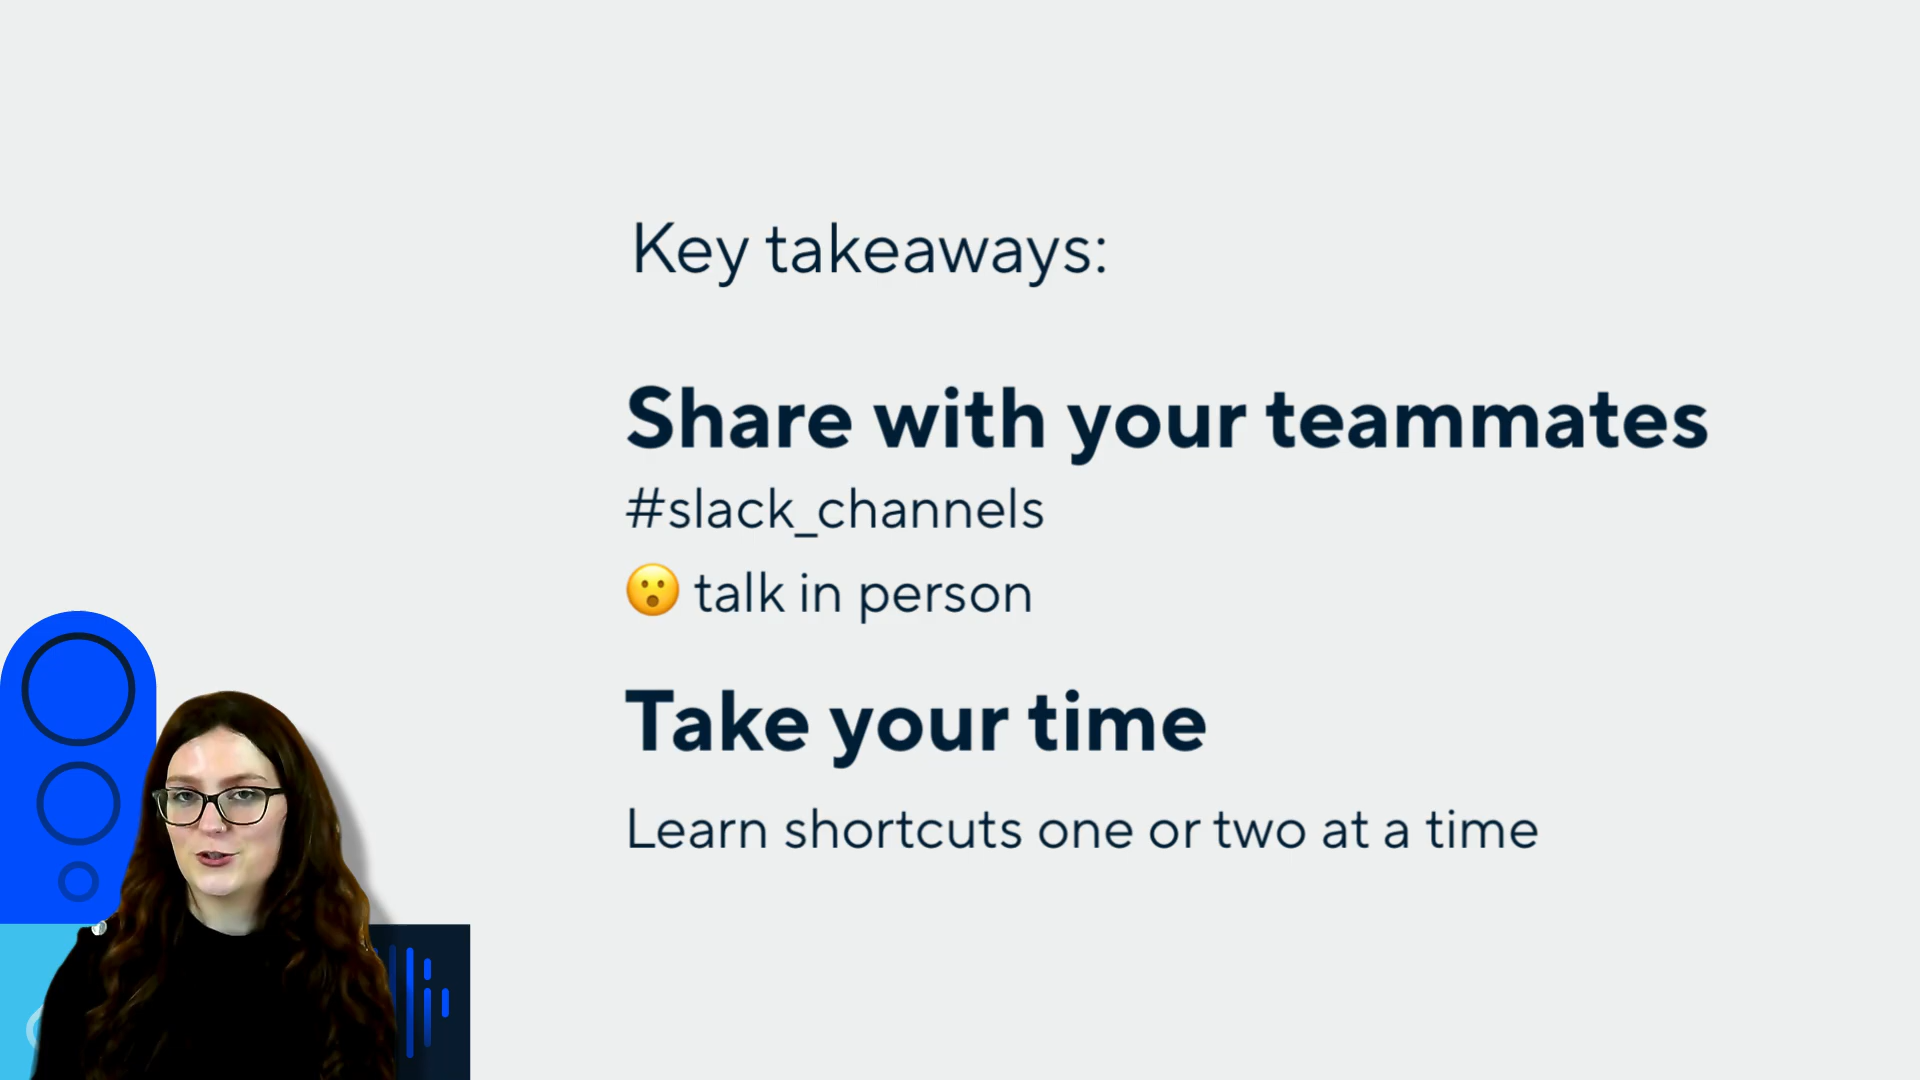 Key takeaways:
Share with your teammates
#slack_channels
😮 talk in person
Take your time
Learn shortcuts one or two at a time